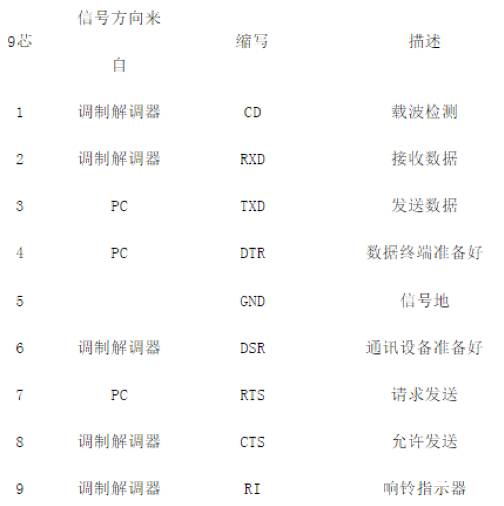 9芯 信号方向来自 缩写 描述
1 调制解调器 CD 载波检测
2 调制解调器 RXD 接收数据
3 PC TXD 发送数据
4 PC DTR 数据终端准备好
5 GND 信号地
6 调制解调器 DSR 通讯设备准备好
7 PC RTS 请求发送
8 调制解调器 CTS 允许发送
9 调制解调器 RI 响铃指示器